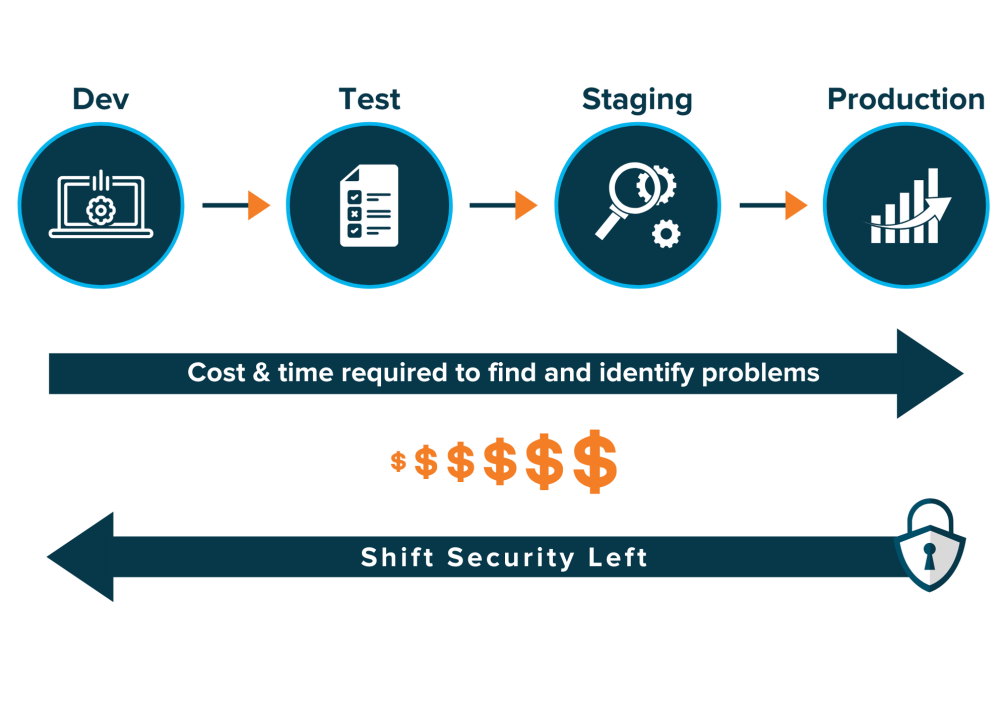 Dev
Test
Staging
Production
Cost & time required to find and identify problems
$ $ $ $ $ $
Shift Security Left